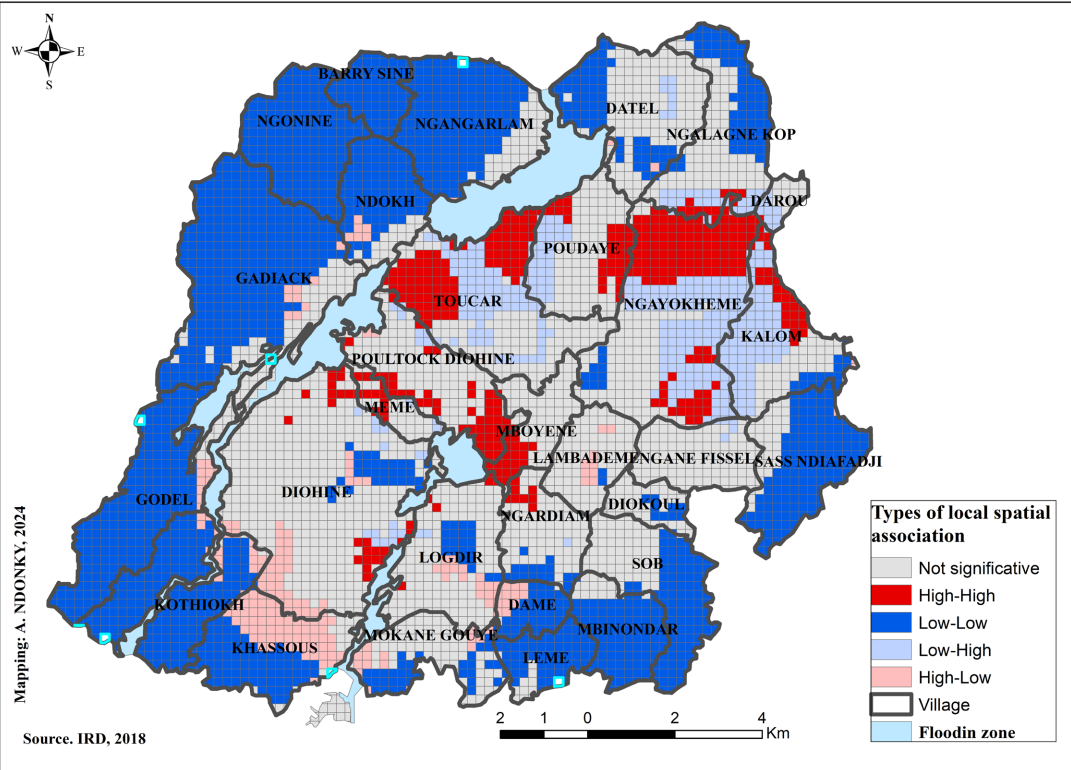 N
W
E
S
BARRY SINE
NGONINE
NGANGARLAM
DATEL
NGALAGNE KOP
NDOKH
DAROU
POUDAYE
GADIACK
TOUCAR
NGAYOKHEME
KALOM
POULTOCK DIOHINE
MEME
MBOYENE
LAMBADEME
NGANE FISSEL
SASS NDIAFADJI
DIOHINE
GODEL
NGARDIAM
DIOKOUL
LOGDIR
SOB
KOTHIOKH
DAME
KHASSOUS
MOKANE GOUYE
MBINONDAR
LEME
Types of local spatial
association
Not significative
High-High
Low-Low
Low-High
High-Low
Village
Floodin zone
2 1 0 2 4
Km
Mapping: A. NDONKY, 2024
Source. IRD, 2018